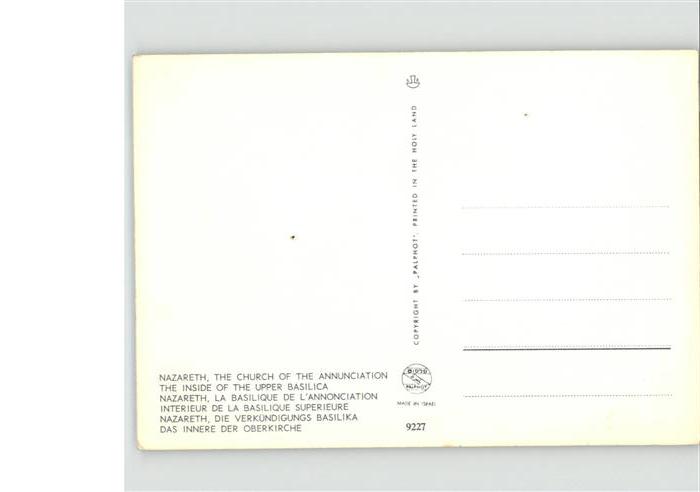 NAZARETH, THE CHURCH OF THE ANNUNCIATION
THE INSIDE OF THE UPPER BASILICA
NAZARETH, LA BASILIQUE DE L'ANNONCIATION
INTERIEUR DE LA BASILIQUE SUPERIEURE
NAZARETH, DIE VERKÜNDIGUNGS BASILIKA
DAS INNERE DER OBERKIRCHE
COPYRIGHT BY „PALPHOT", PRINTED IN THE HOLY LAND
PALPHOT
MADE IN ISRAEL
9227